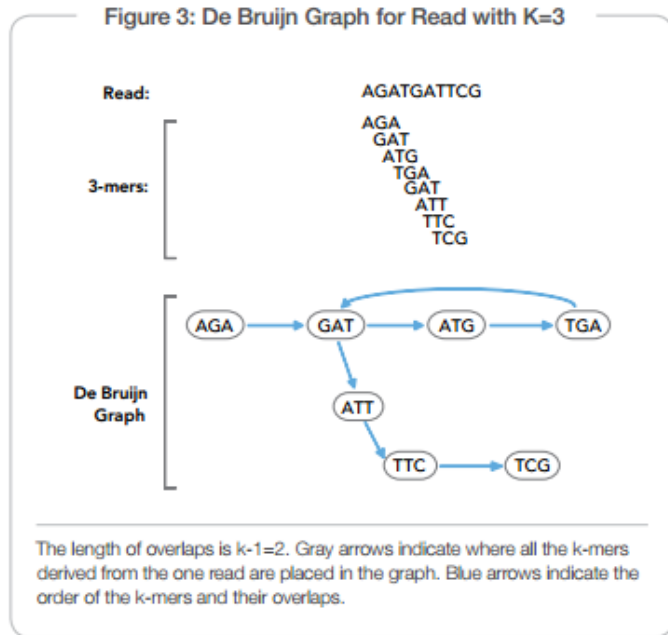 Figure 3: De Bruijn Graph for Read with K=3
Read:
AGATGATTCG
3-mers:
AGA
GAT
ATG
TGA
GAT
ATT
TTC
TCG
De Bruijn
Graph
AGA
GAT
ATG
TGA
ATT
TTC
TCG
The length of overlaps is k-1=2. Gray arrows indicate where all the k-mers
derived from the one read are placed in the graph. Blue arrows indicate the
order of the k-mers and their overlaps.